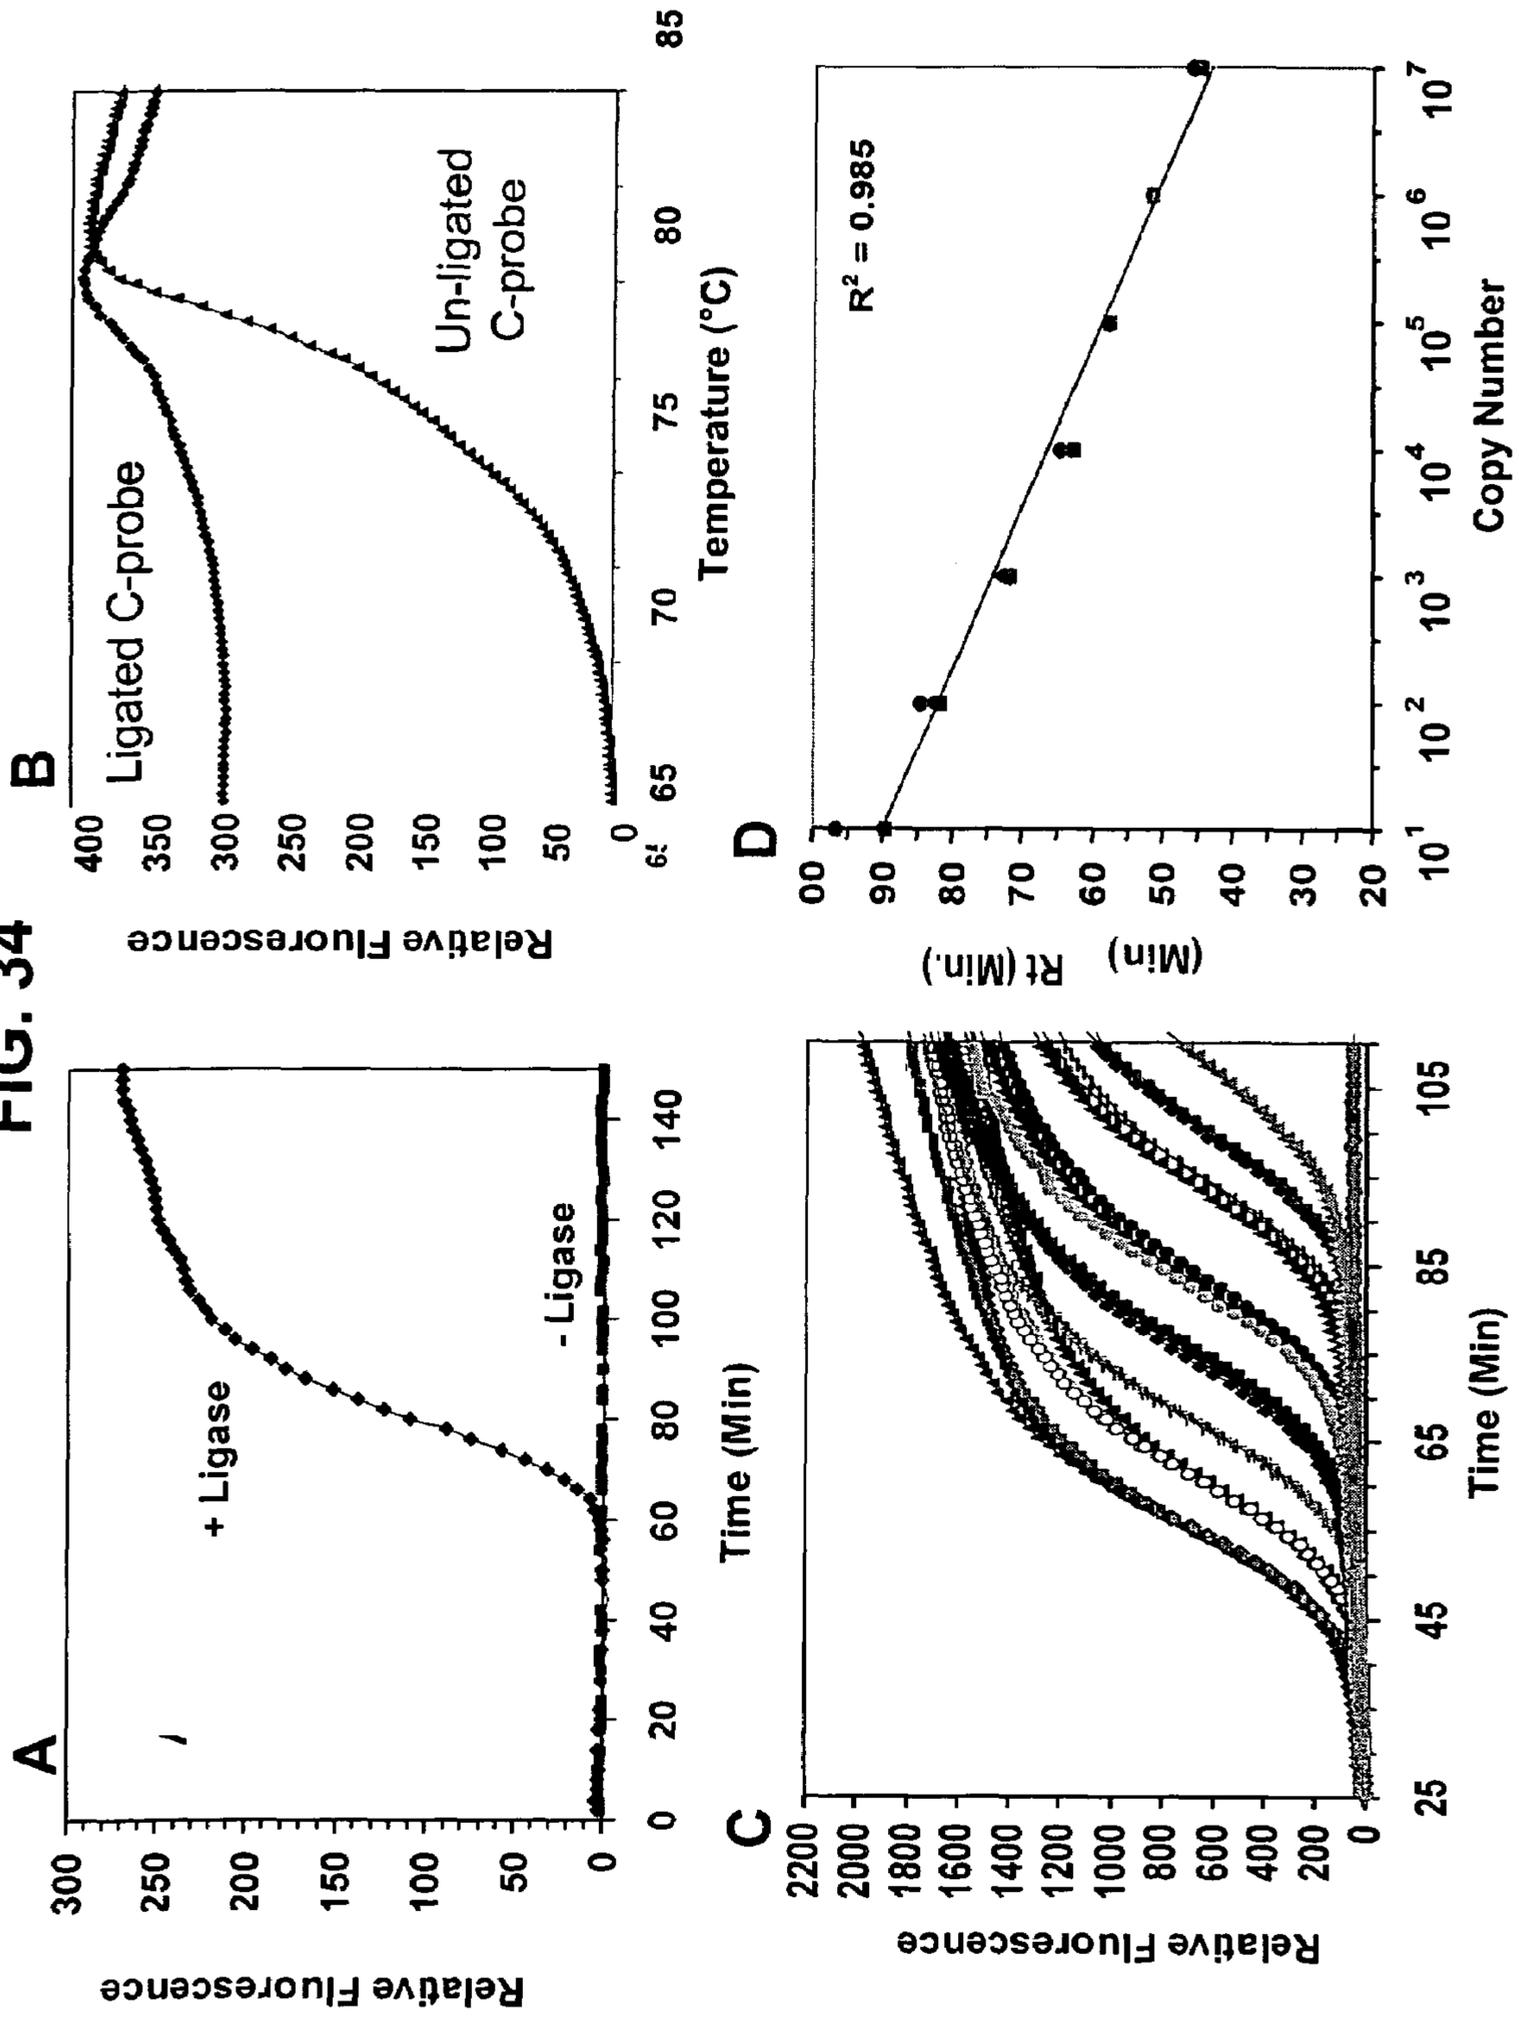 FIG. 34
A
300
250
200
150
100
50
0
Relative Fluorescence
+ Ligase
- Ligase
0 20 40 60 80 100 120 140
Time (Min)
B
400
350
300
250
200
150
100
50
0
Relative Fluorescence
Ligated C-probe
Un-ligated
C-probe
65 70 75 80 85
Temperature (°C)
C
2200
2000
1800
1600
1400
1200
1000
800
600
400
200
0
Relative Fluorescence
25 45 65 85 105
Time (Min)
D
00
90
80
70
60
50
40
30
20
Rt (Min.)
(Min)
R² = 0.985
10¹ 10² 10³ 10⁴ 10⁵ 10⁶ 10⁷
Copy Number